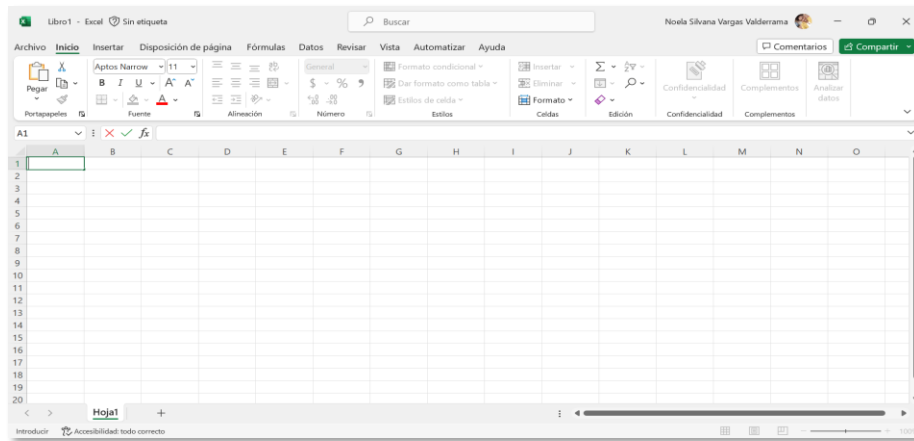 Libro1 - Excel Sin etiqueta Buscar Noela Silvana Vargas Valderrama
Archivo Inicio Insertar Disposición de página Fórmulas Datos Revisar Vista Automatizar Ayuda Comentarios Compartir
Pegar Aptos Narrow 11 General Formato condicional Insertar Confidencialidad Complementos Analizar datos
N K S A^ A˅ $ % Dar formato como tabla Eliminar
A Estilos de celda Formato
Portapapeles Fuente Alineación Número Estilos Celdas Edición Confidencialidad Complementos
A1 fx
A B C D E F G H I J K L M N O
1
2
3
4
5
6
7
8
9
10
11
12
13
14
15
16
17
18
19
20
Hoja1
Introducir Accesibilidad: todo correcto 100%